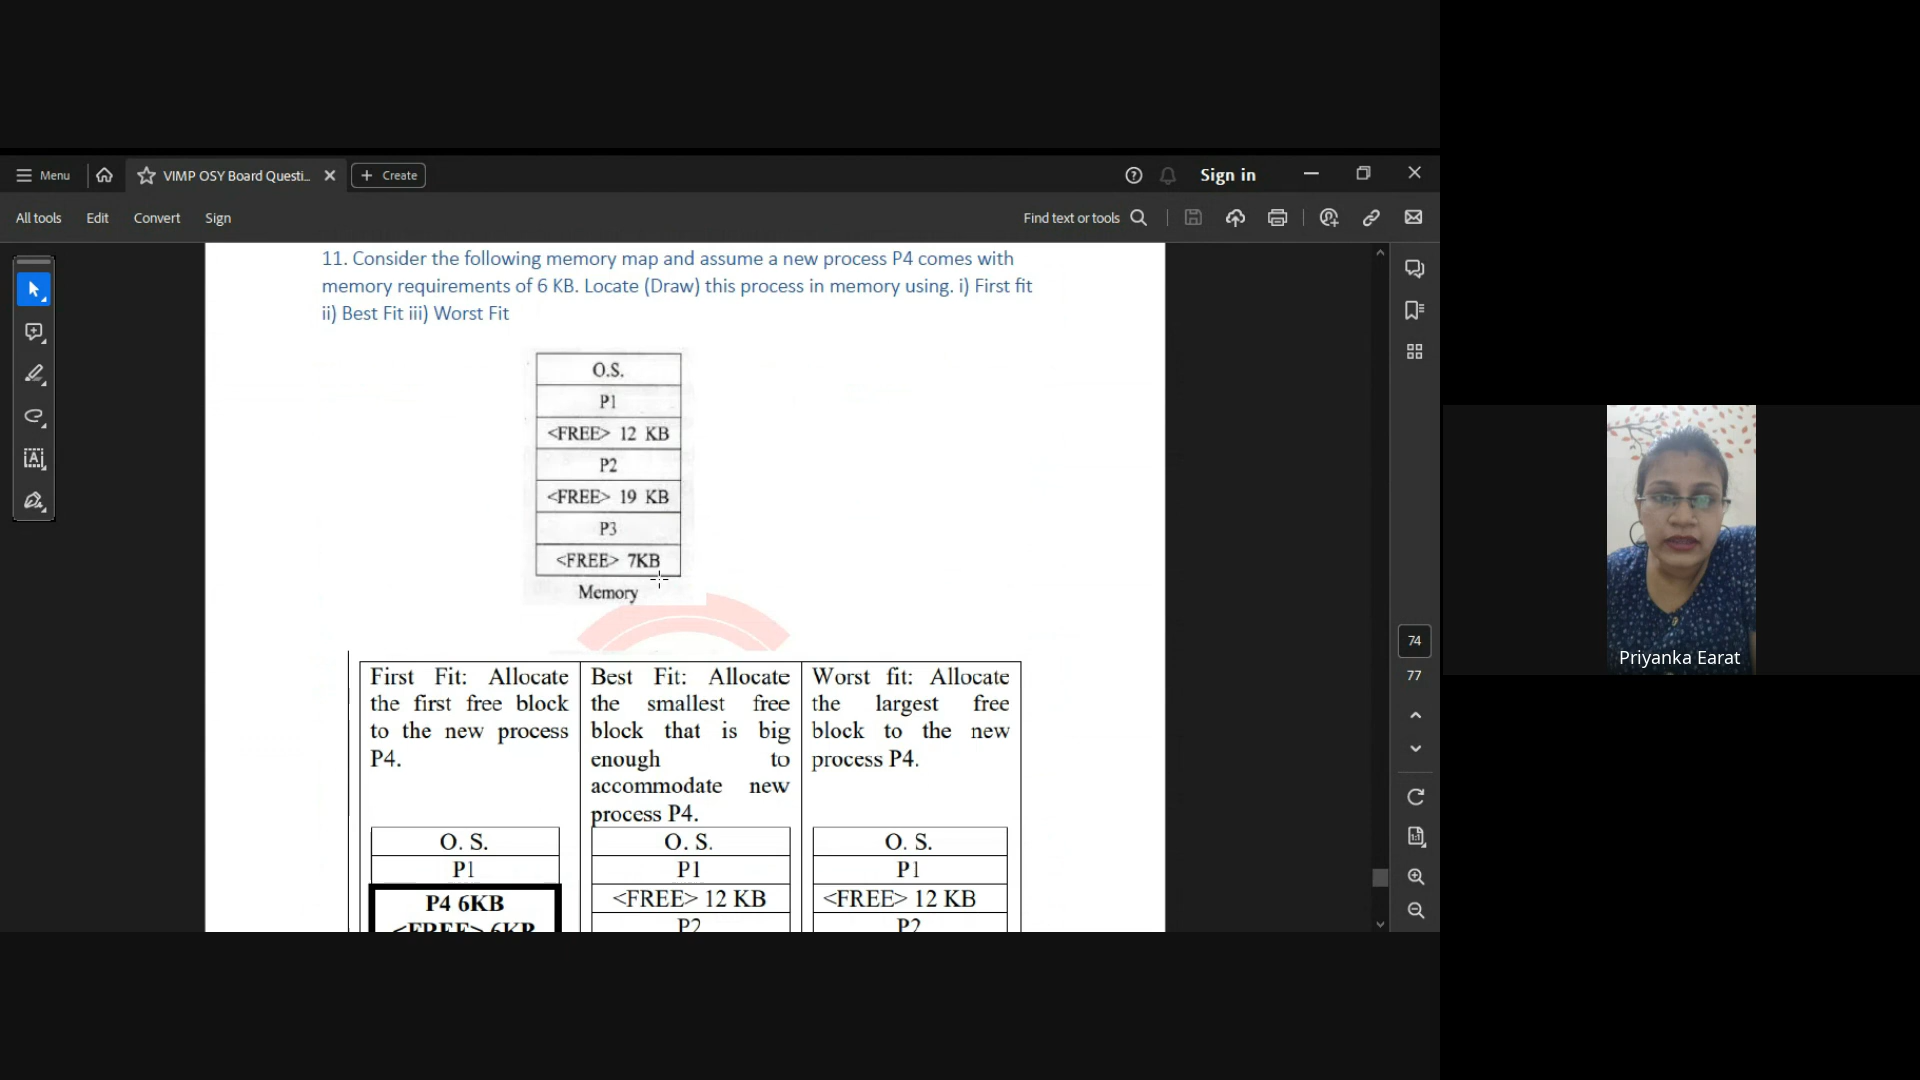 Menu
VIMP OSY Board Questi...
Create
Sign in
All tools
Edit
Convert
Sign
Find text or tools
11. Consider the following memory map and assume a new process P4 comes with
memory requirements of 6 KB. Locate (Draw) this process in memory using. i) First fit
ii) Best Fit iii) Worst Fit
O.S.
P1
<FREE> 12 KB
P2
<FREE> 19 KB
P3
<FREE> 7KB
Memory
First Fit: Allocate
the first free block
to the new process
P4.
O. S.
P1
P4 6KB
<FREE> 6KB
Best Fit: Allocate
the smallest free
block that is big
enough to
accommodate new
process P4.
O. S.
P1
<FREE> 12 KB
P2
Worst fit: Allocate
the largest free
block to the new
process P4.
O. S.
P1
<FREE> 12 KB
P2
74
77
Priyanka Earat